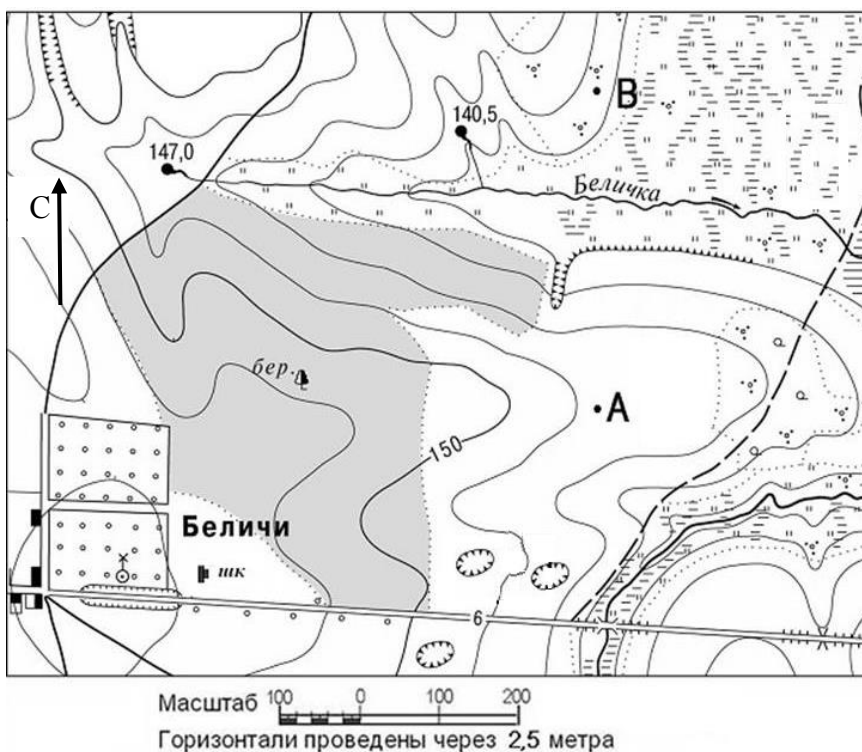 В
140,5
147,0
Беличка
С
бер.
А
150
Беличи
шк
6
Масштаб 100 0 100 200
Горизонтали проведены через 2,5 метра